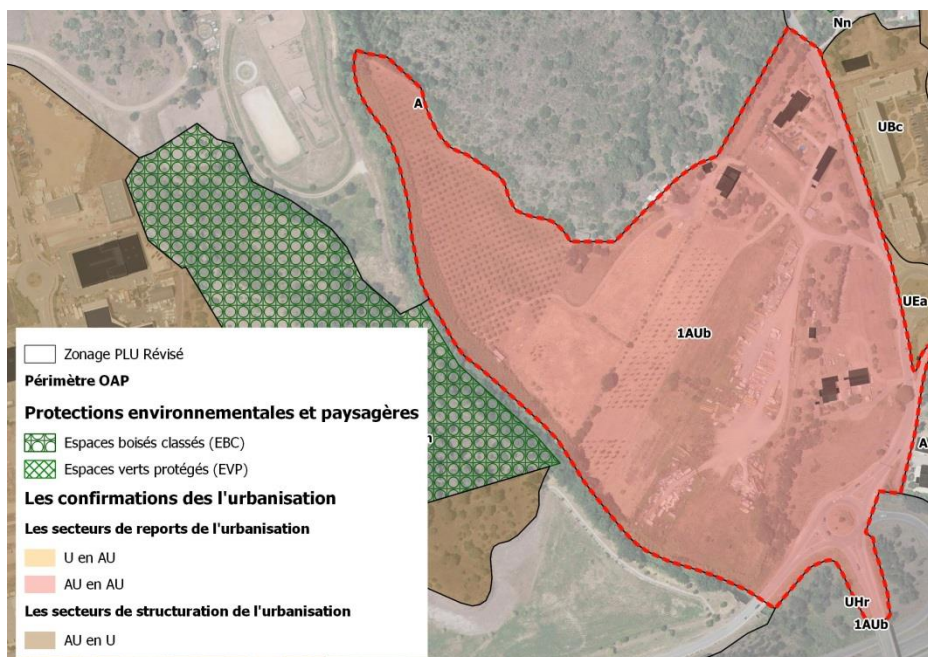 Nn
A
UBc
UEa
1AUb
A
UHr
1AUb
Zonage PLU Révisé
Périmètre OAP
Protections environnementales et paysagères
Espaces boisés classés (EBC)
Espaces verts protégés (EVP)
Les confirmations des l'urbanisation
Les secteurs de reports de l'urbanisation
U en AU
AU en AU
Les secteurs de structuration de l'urbanisation
AU en U